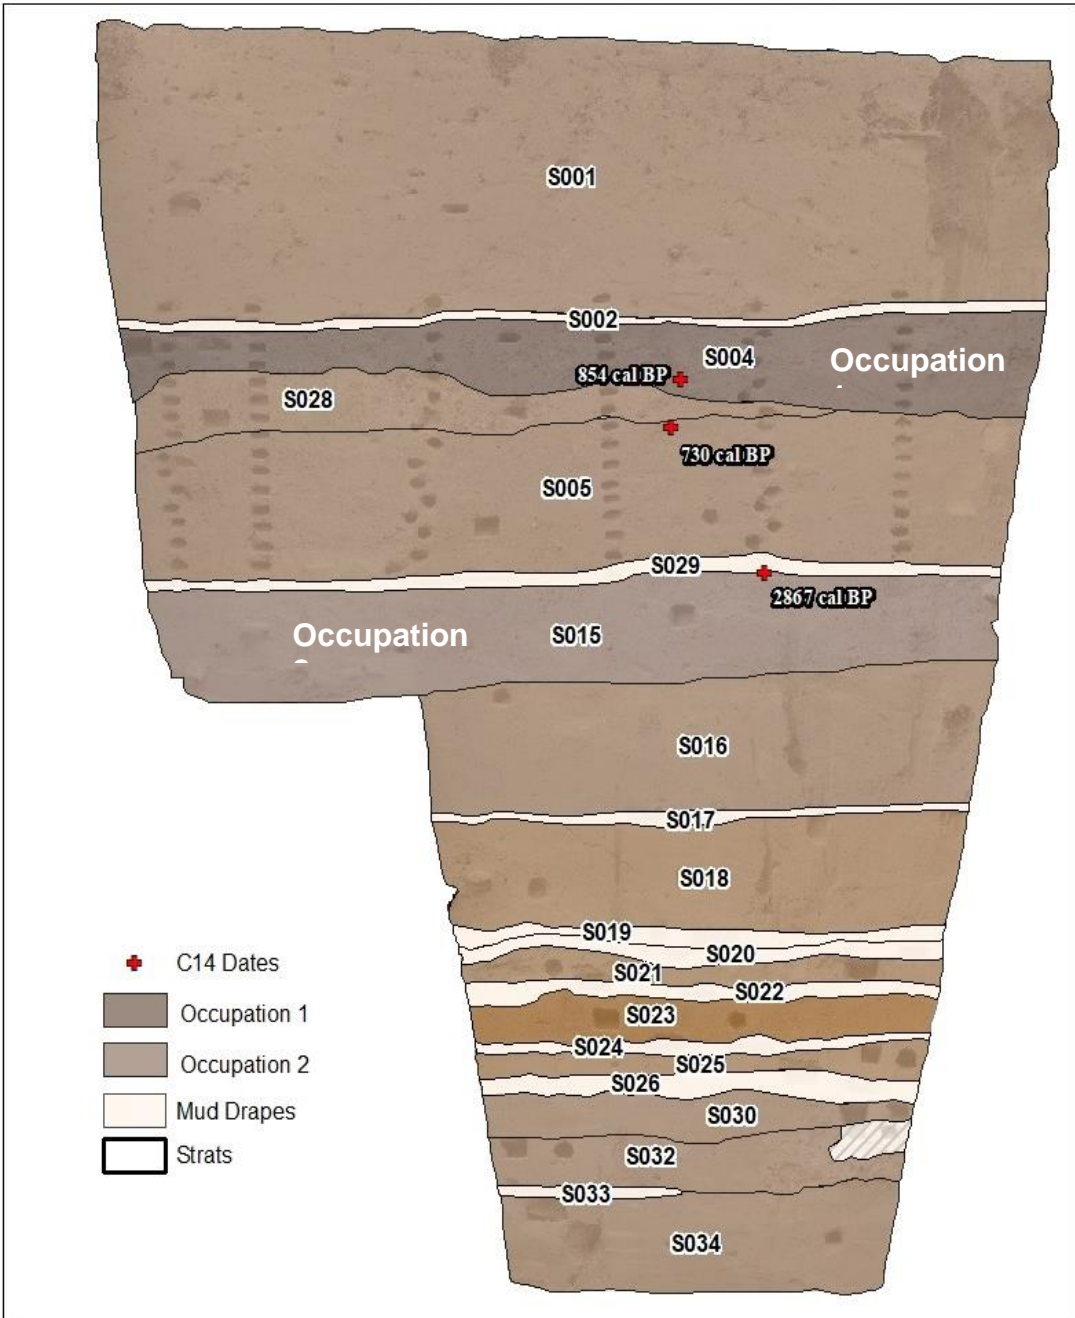 S001
S002
S004
Occupation
854 cal BP
S028
730 cal BP
S005
S029
2867 cal BP
Occupation
S015
S016
S017
S018
S019
S020
S021
S022
S023
S024
S025
S026
S030
S032
S033
S034
C14 Dates
Occupation 1
Occupation 2
Mud Drapes
Strats